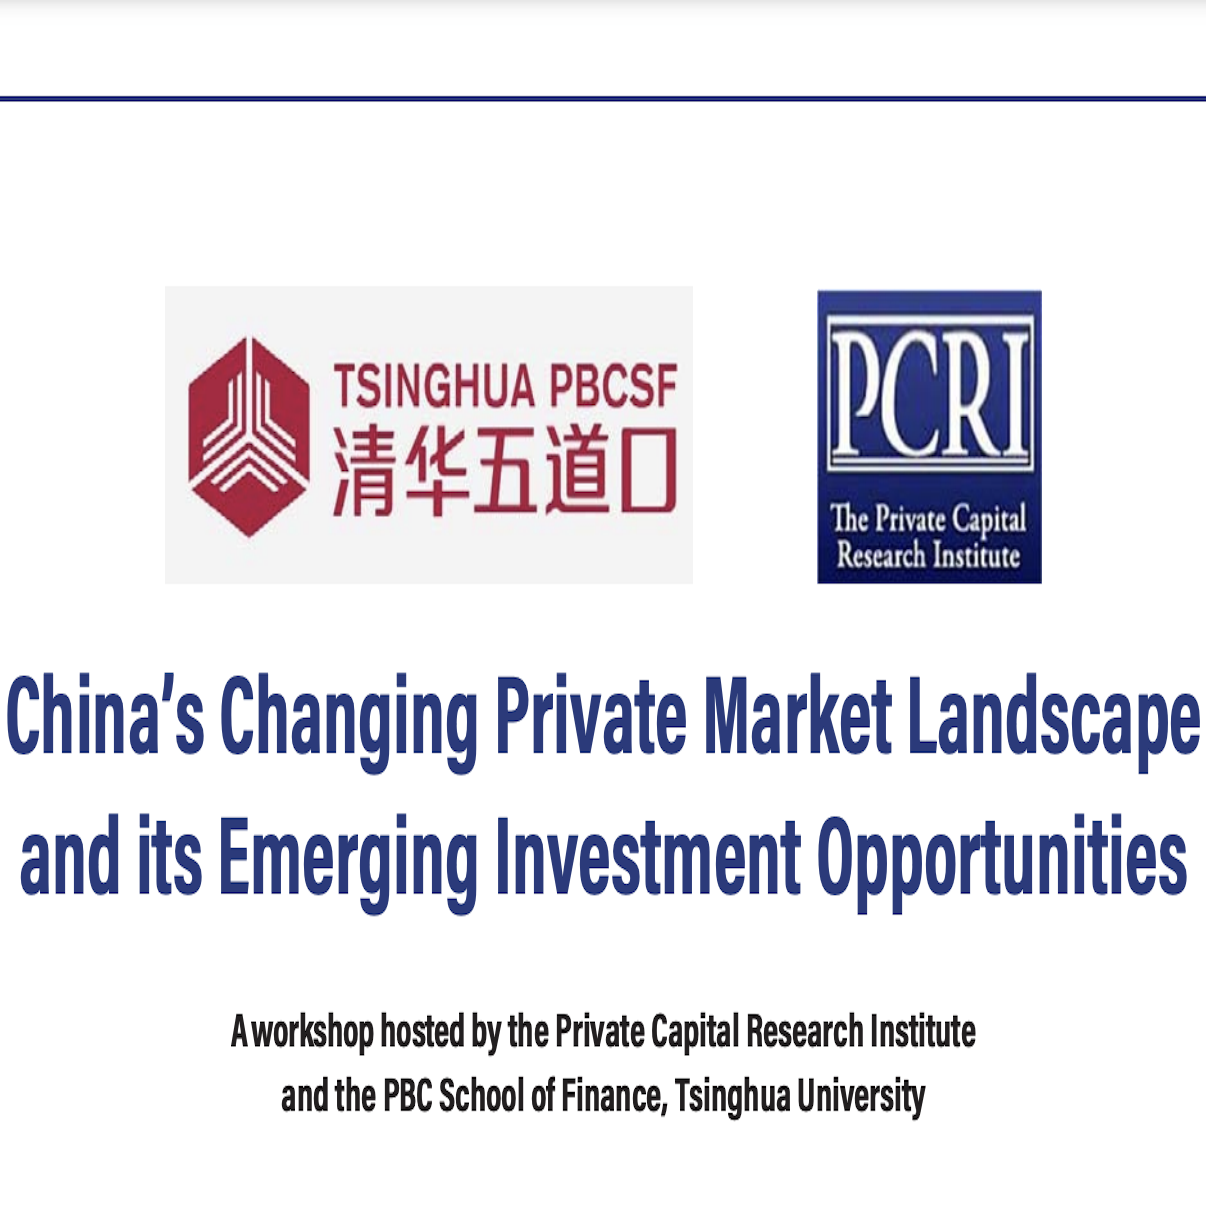 TSINGHUA PBCSF
清华五道口
PCRI
The Private Capital
Research Institute
China’s Changing Private Market Landscape
and its Emerging Investment Opportunities
A workshop hosted by the Private Capital Research Institute
and the PBC School of Finance, Tsinghua University